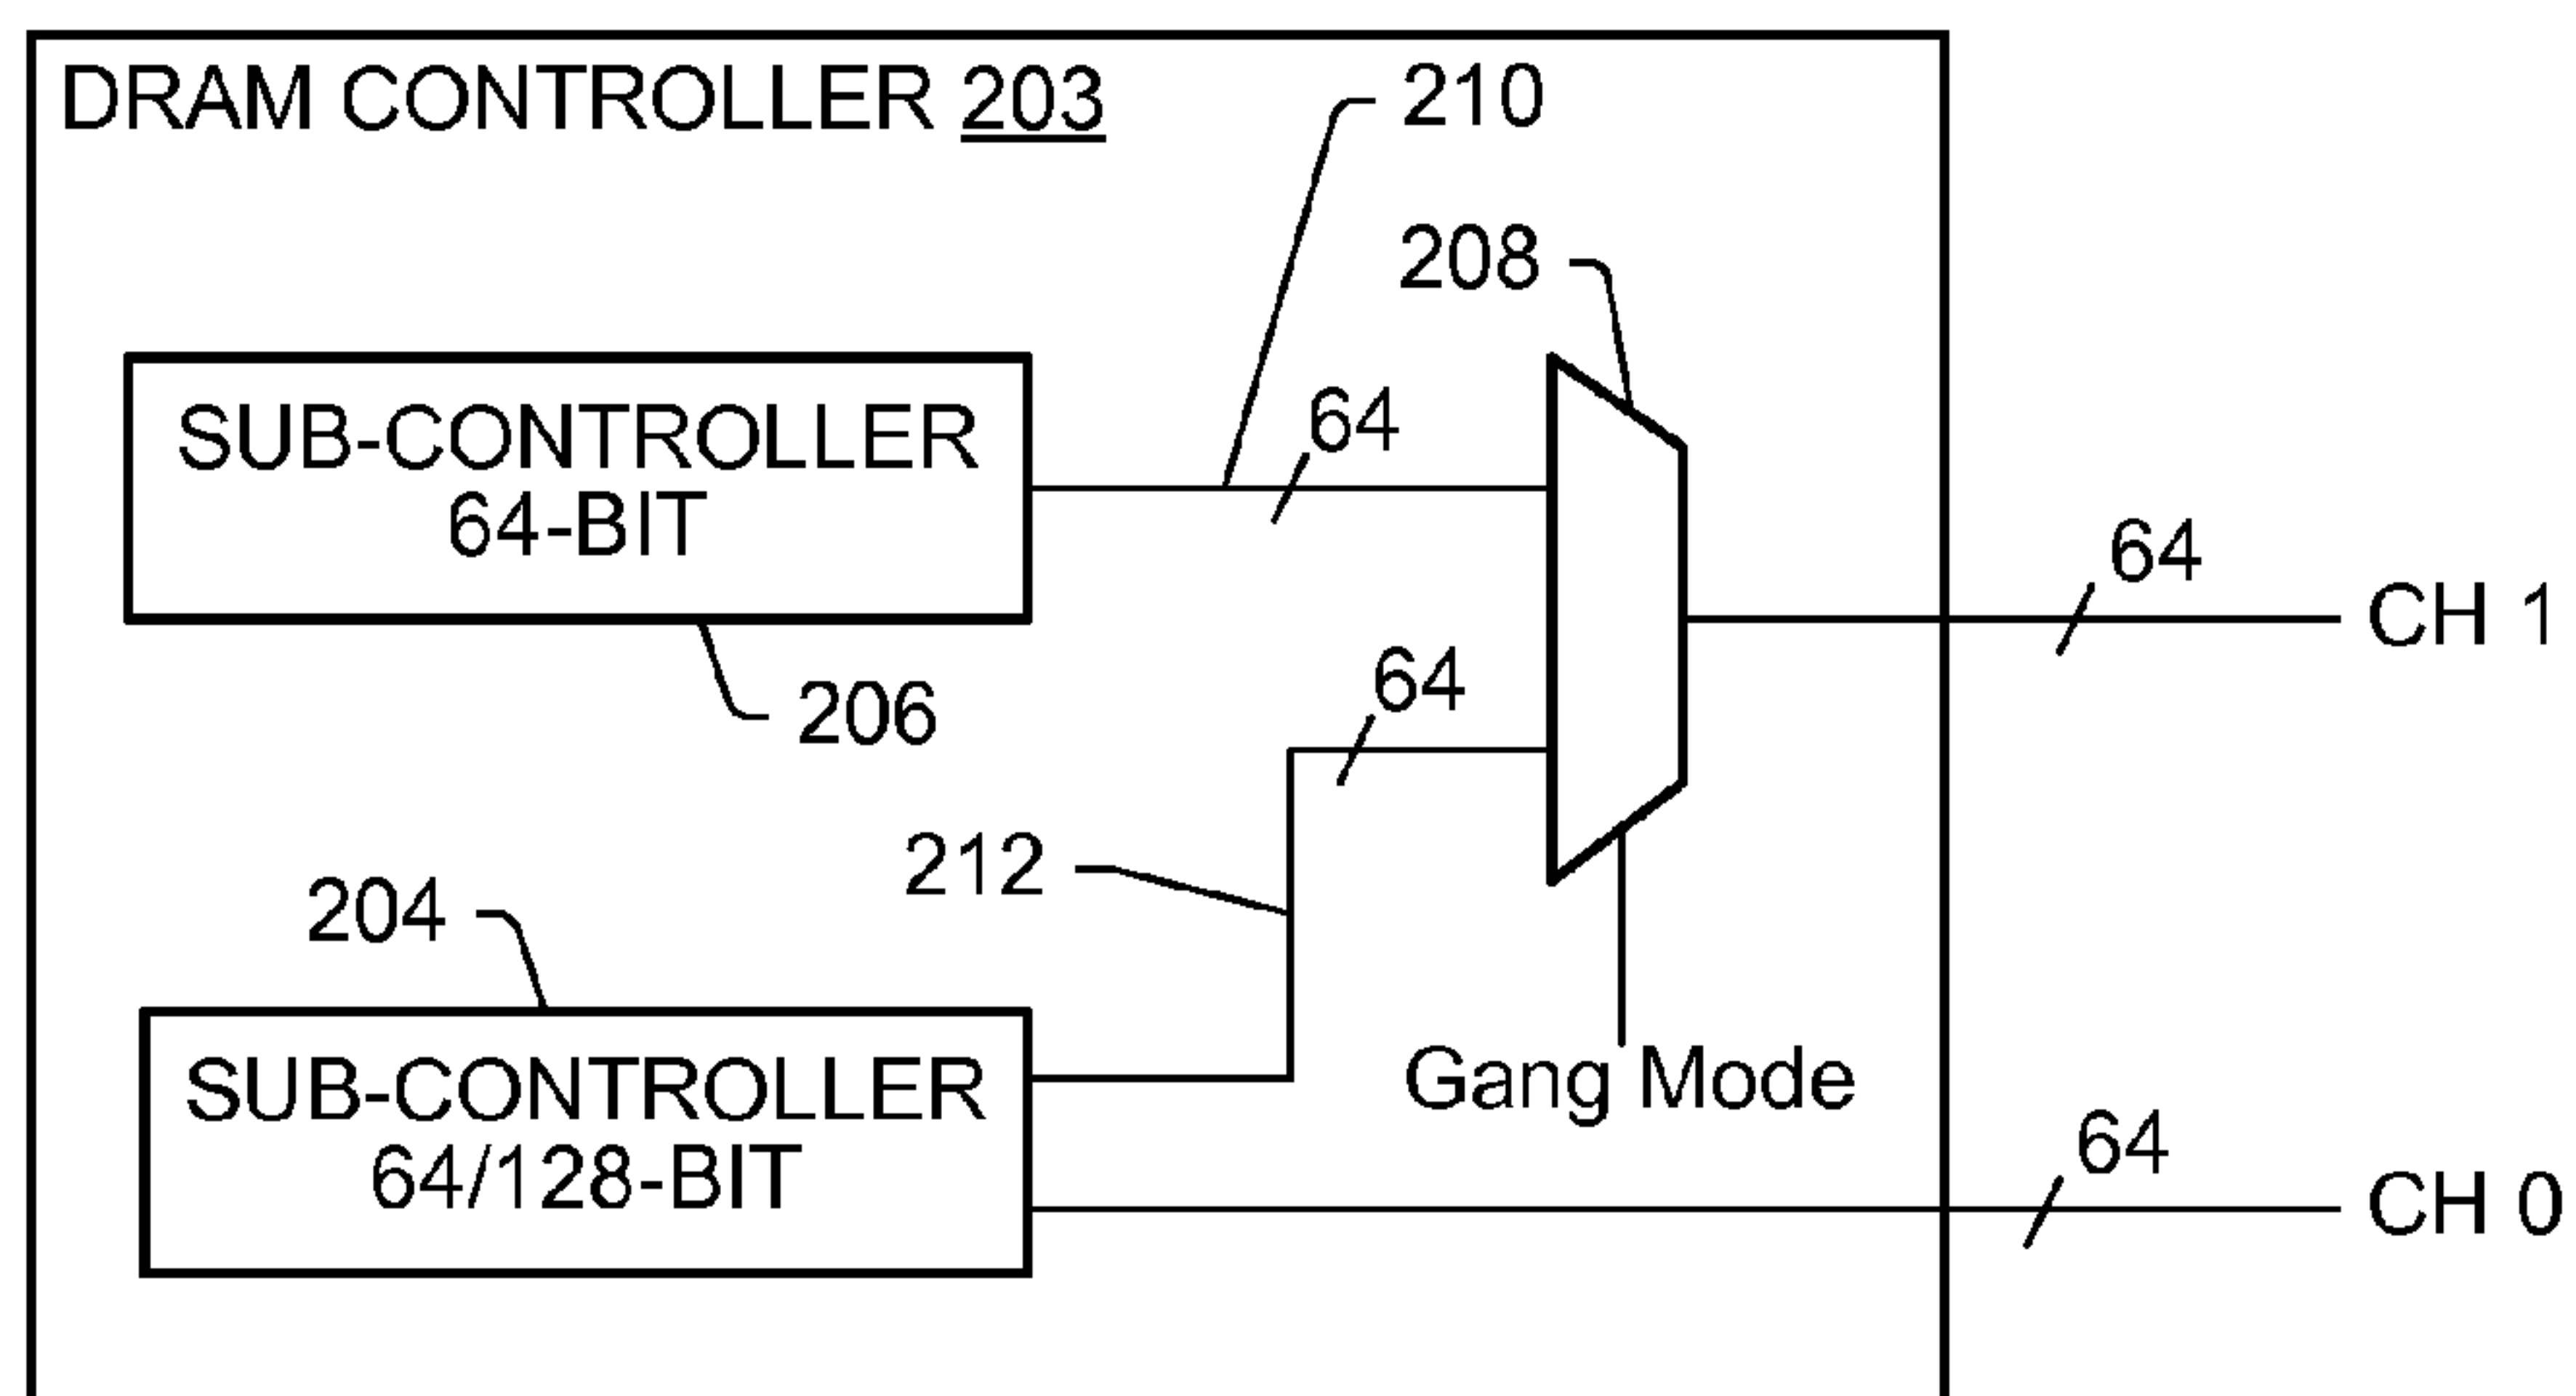 DRAM CONTROLLER 203
210
208
SUB-CONTROLLER
64-BIT
64
64
CH 1
206
64
212
204
SUB-CONTROLLER
64/128-BIT
Gang Mode
64
CH 0